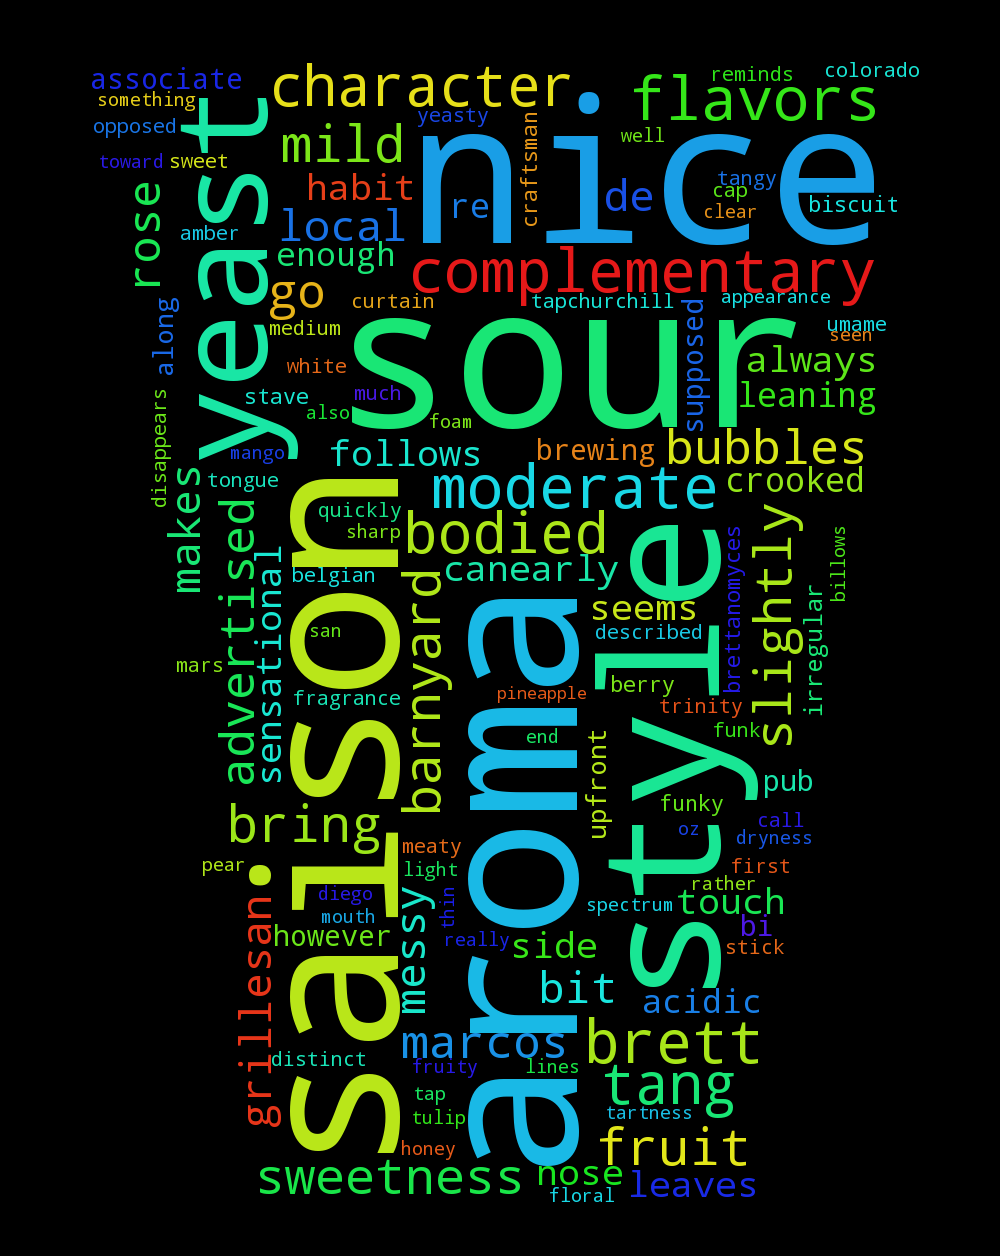 associate
character
flavors
reminds
colorado
something
yeasty
nice
opposed
yeast
mild
craftsman
well
toward
sweet
habit
re
de
tangy
cap
clear
biscuit
rose
amber
local
enough
complementary
go
curtain
tapchurchill
appearance
along
medium
sour
supposed
umame
seen
white
always
stave
much
leaning
also
foam
disappears
mango
follows
brewing
bubbles
tongue
moderate
crooked
makes
advertised
saison
quickly
sharp
bodied
style
slightly
sensational
belgian
barnyard
canearly
aroma
seems
brettanomyces
billows
san
described
irregular
mars
fragrance
pineapple
berry
trinity
end
upfront
funk
pub
bring
funky
oz
call
dryness
pear
meaty
light
first
grillesan
diego
mouth
messy
thin
rather
spectrum
touch
bi
however
really
side
stick
bit
acidic
distinct
marcos
brett
fruity
lines
tang
tap
tulip
tartness
honey
fruit
sweetness
nose
floral
leaves